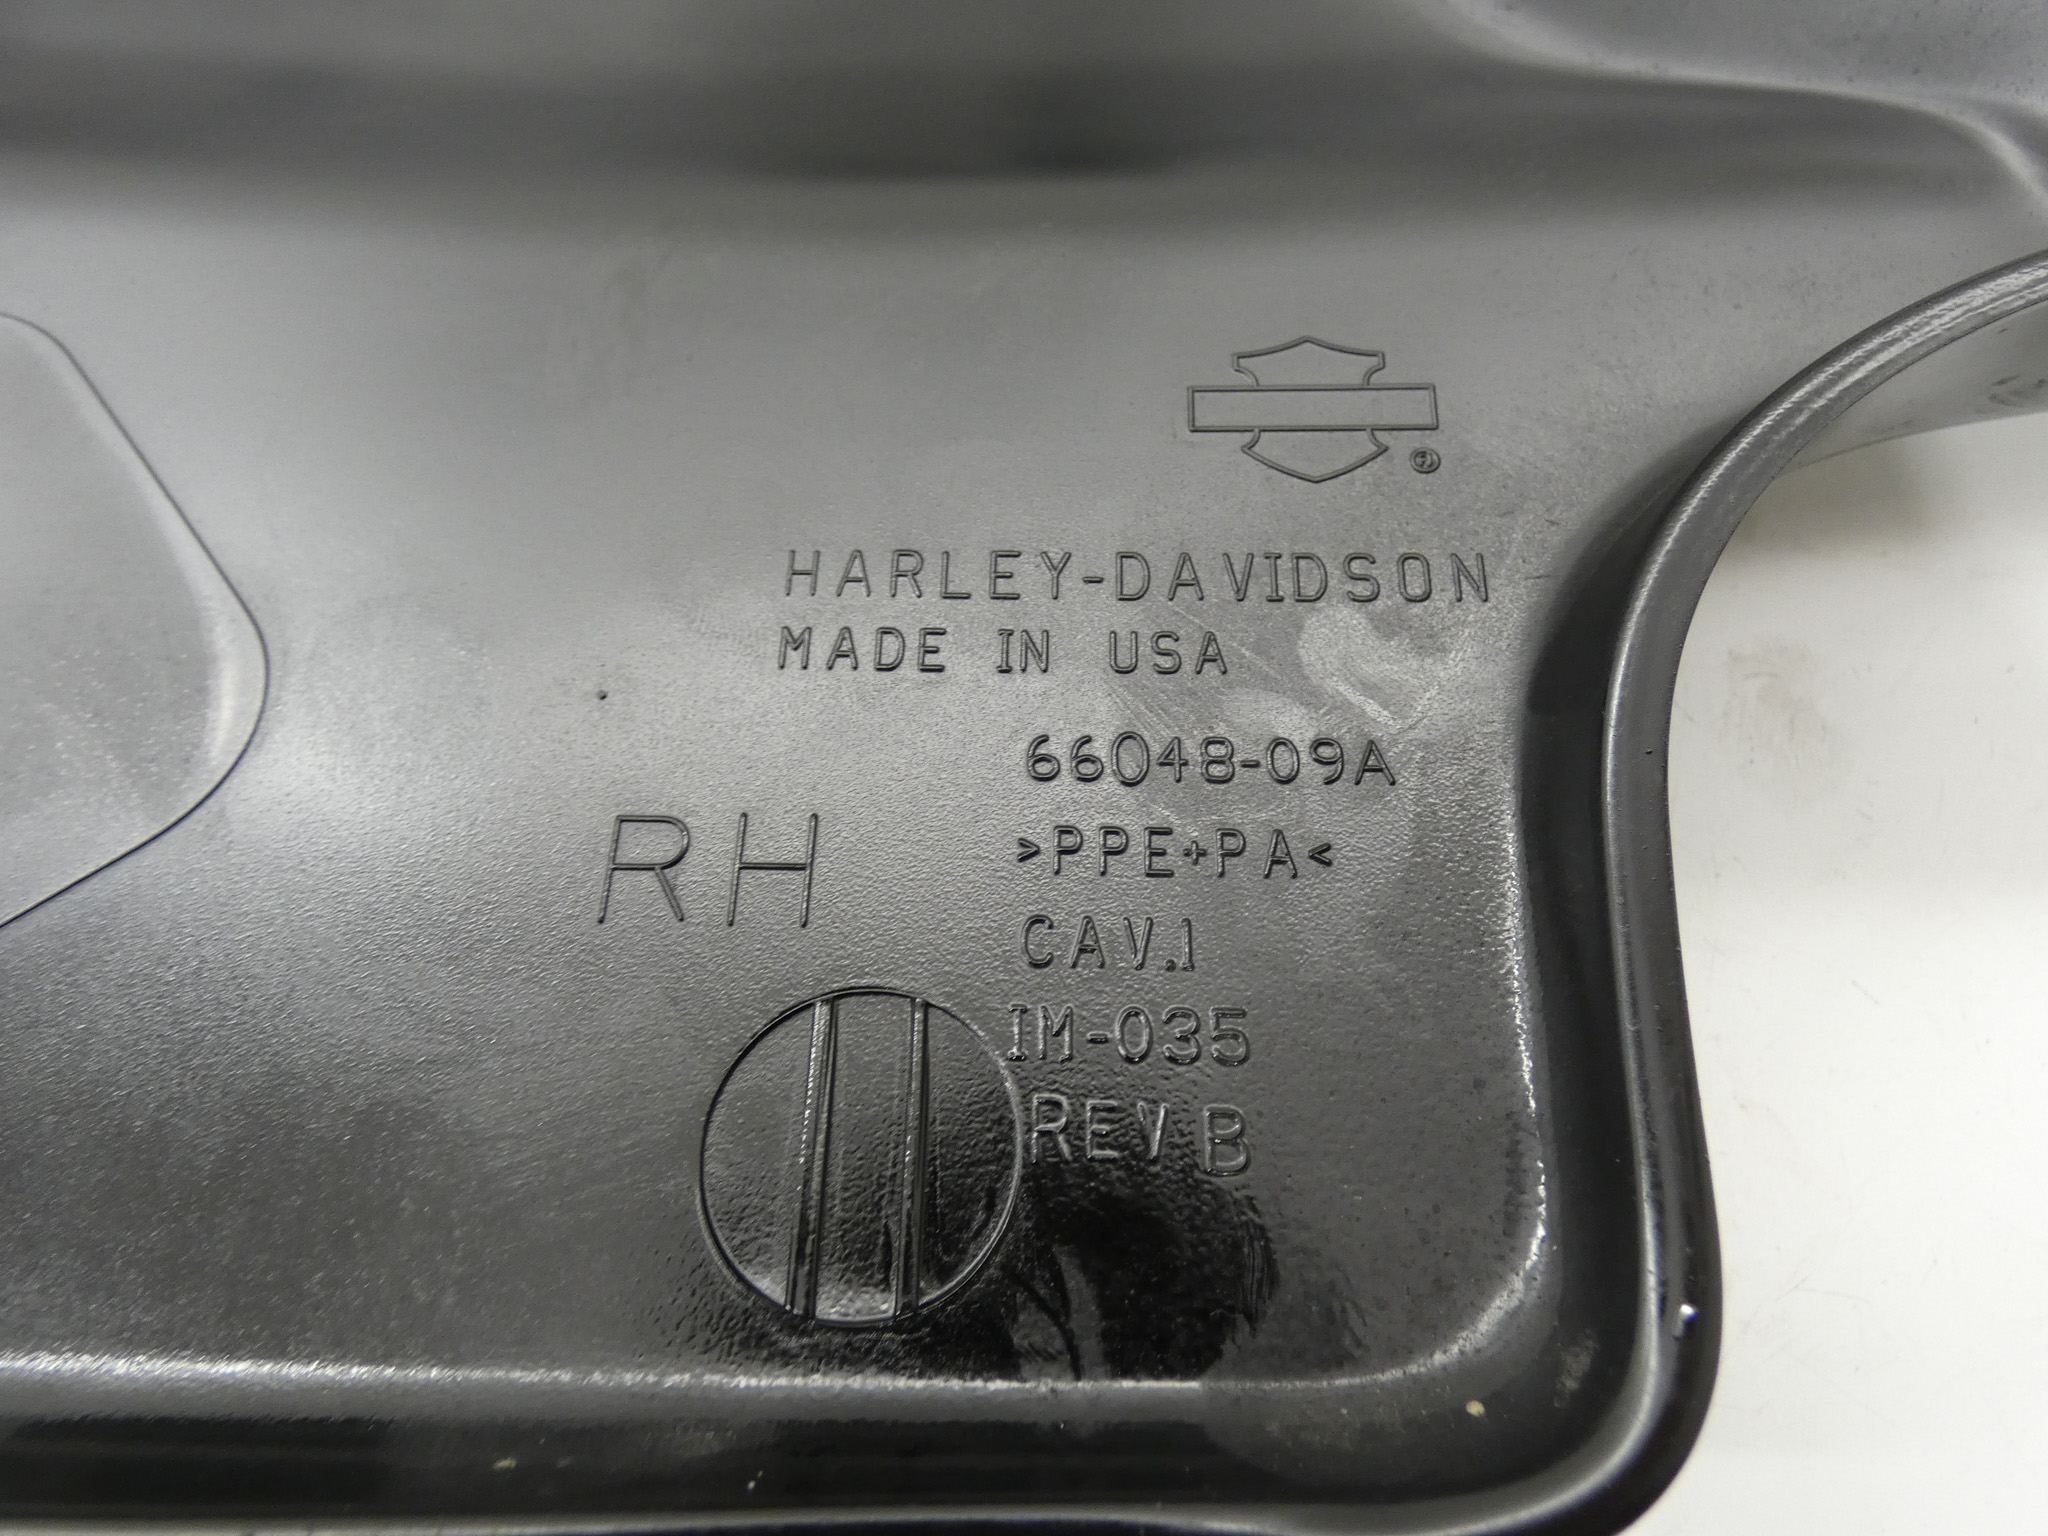 ®
HARLEY-DAVIDSON
MADE IN USA
66048-09A
RH
>PPE+PA<
CAV.1
IM-035
REV B